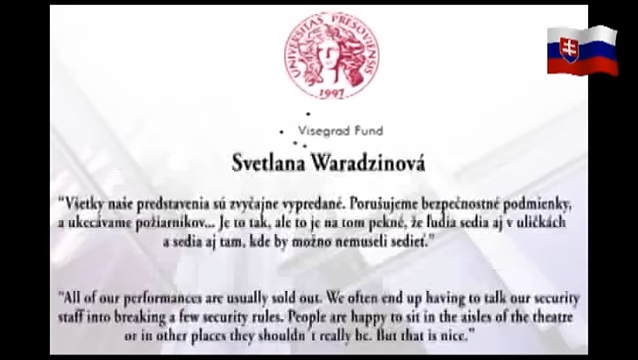 UNIVERSITAS PRESOVIENSIS
1997
Visegrad Fund
Svetlana Waradzinová
"Všetky naše predstavenia sú zvyčajne vypredané. Porušujeme bezpečnostné podmienky,
a ukecávame požiarnikov... Je to tak, ale to je na tom pekné, že ľudia sedia aj v uličkách
a sedia aj tam, kde by možno nemuseli sedieť."
"All of our performances are usually sold out. We often end up having to talk our security
staff into breaking a few security rules. People are happy to sit in the aisles of the theatre
or in other places they shouldn´t really be. But that is nice."